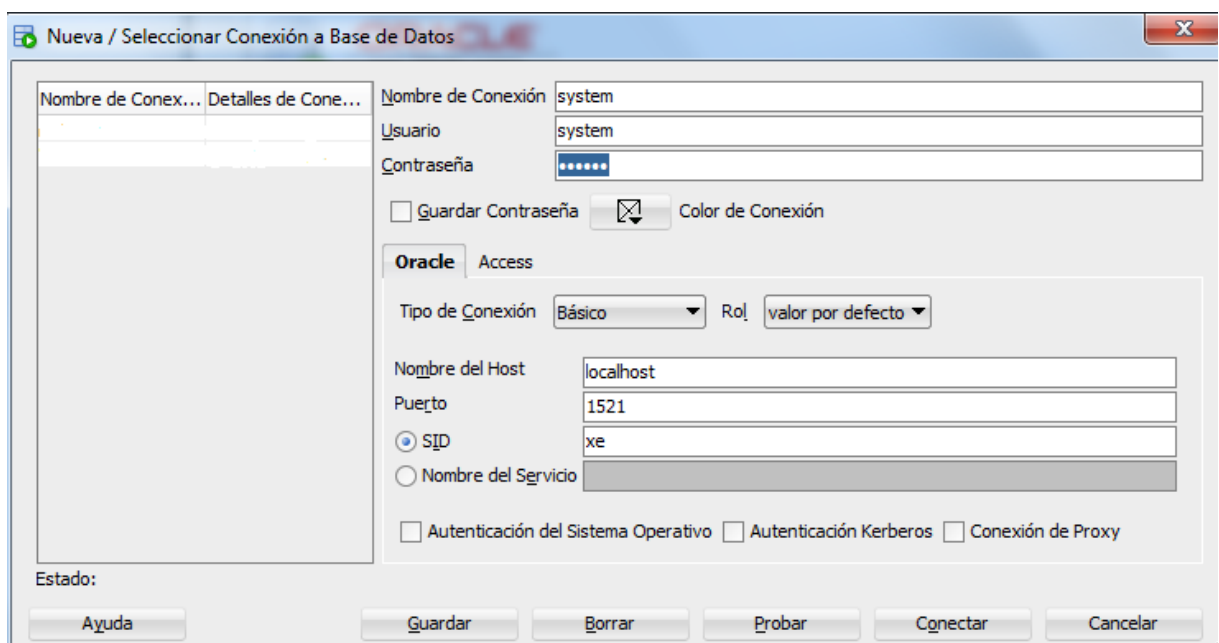 Nueva / Seleccionar Conexión a Base de Datos
Nombre de Conex... Detalles de Cone...
Nombre de Conexión system
Usuario system
Contraseña ••••••
Guardar Contraseña Color de Conexión
Oracle Access
Tipo de Conexión Básico Rol valor por defecto
Nombre del Host localhost
Puerto 1521
SID xe
Nombre del Servicio
Autenticación del Sistema Operativo Autenticación Kerberos Conexión de Proxy
Estado:
Ayuda Guardar Borrar Probar Conectar Cancelar